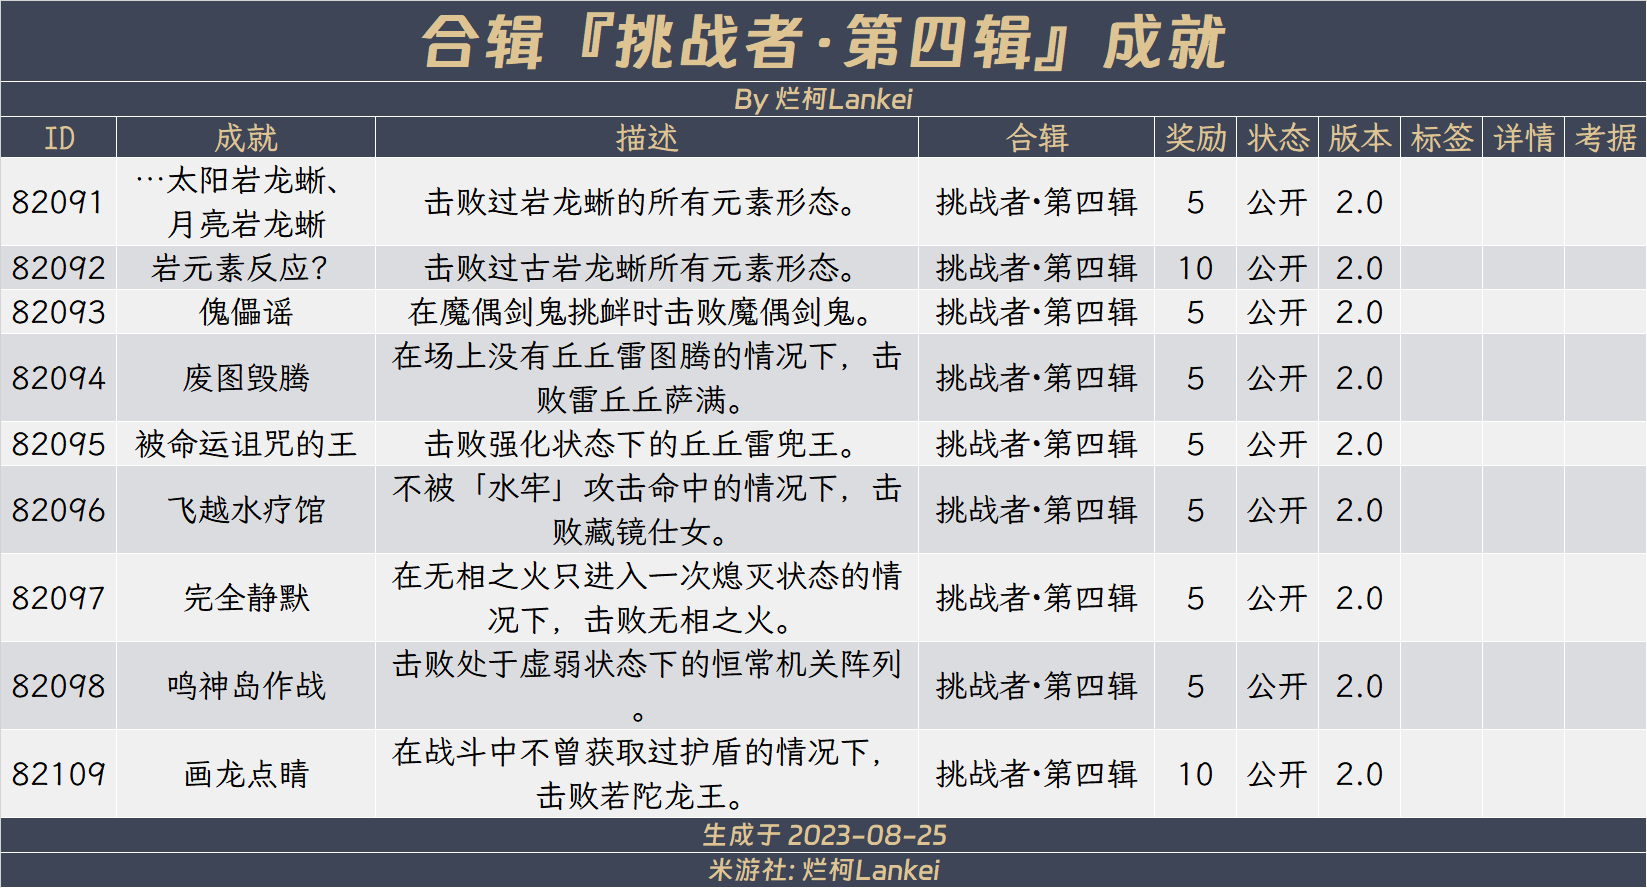 合辑『挑战者·第四辑』成就
By 烂柯Lankei
ID 成就 描述 合辑 奖励 状态 版本 标签 详情 考据
82091 …太阳岩龙蜥、月亮岩龙蜥 击败过岩龙蜥的所有元素形态。 挑战者·第四辑 5 公开 2.0
82092 岩元素反应? 击败过古岩龙蜥所有元素形态。 挑战者·第四辑 10 公开 2.0
82093 傀儡谣 在魔偶剑鬼挑衅时击败魔偶剑鬼。 挑战者·第四辑 5 公开 2.0
82094 废图毁腾 在场上没有丘丘雷图腾的情况下，击败雷丘丘萨满。 挑战者·第四辑 5 公开 2.0
82095 被命运诅咒的王 击败强化状态下的丘丘雷兜王。 挑战者·第四辑 5 公开 2.0
82096 飞越水疗馆 不被「水牢」攻击命中的情况下，击败藏镜仕女。 挑战者·第四辑 5 公开 2.0
82097 完全静默 在无相之火只进入一次熄灭状态的情况下，击败无相之火。 挑战者·第四辑 5 公开 2.0
82098 鸣神岛作战 击败处于虚弱状态下的恒常机关阵列。 挑战者·第四辑 5 公开 2.0
82109 画龙点睛 在战斗中不曾获取过护盾的情况下，击败若陀龙王。 挑战者·第四辑 10 公开 2.0
生成于 2023-08-25
米游社: 烂柯Lankei